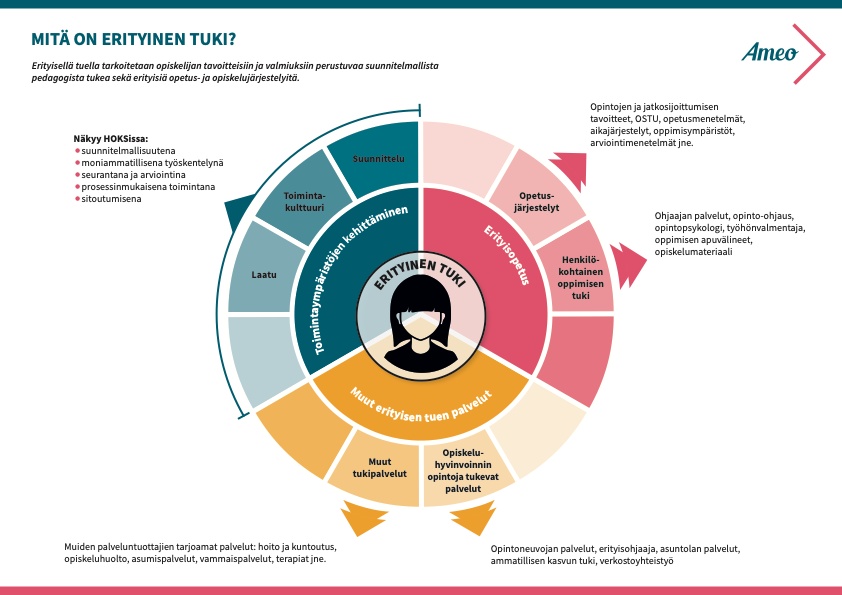 MITÄ ON ERITYINEN TUKI?
Erityisellä tuella tarkoitetaan opiskelijan tavoitteisiin ja valmiuksiin perustuvaa suunnitelmallista
pedagogista tukea sekä erityisiä opetus- ja opiskelujärjestelyitä.
Ameo
Näkyy HOKSissa:
suunnitelmallisuutena
moniammatillisena työskentelynä
seurantana ja arviointina
prosessinmukaisena toimintana
sitoutumisena
Opintojen ja jatkosijoittumisen
tavoitteet, OSTU, opetusmenetelmät,
aikajärjestelyt, oppimisympäristöt,
arviointimenetelmät jne.
Ohjaajan palvelut, opinto-ohjaus,
opintopsykologi, työhönvalmentaja,
oppimisen apuvälineet,
opiskelumateriaali
Suunnittelu
Toiminta-
kulttuuri
Laatu
Opetus-
järjestelyt
Henkilö-
kohtainen
oppimisen
tuki
Toimintaympäristöjen kehittäminen
Erityisopetus
ERITYINEN TUKI
Muut erityisen tuen palvelut
Muut
tukipalvelut
Opiskelu-
hyvinvoinnin
opintoja tukevat
palvelut
Muiden palveluntuottajien tarjoamat palvelut: hoito ja kuntoutus,
opiskeluhuolto, asumispalvelut, vammaispalvelut, terapiat jne.
Opintoneuvojan palvelut, erityisohjaaja, asuntolan palvelut,
ammatillisen kasvun tuki, verkostoyhteistyö